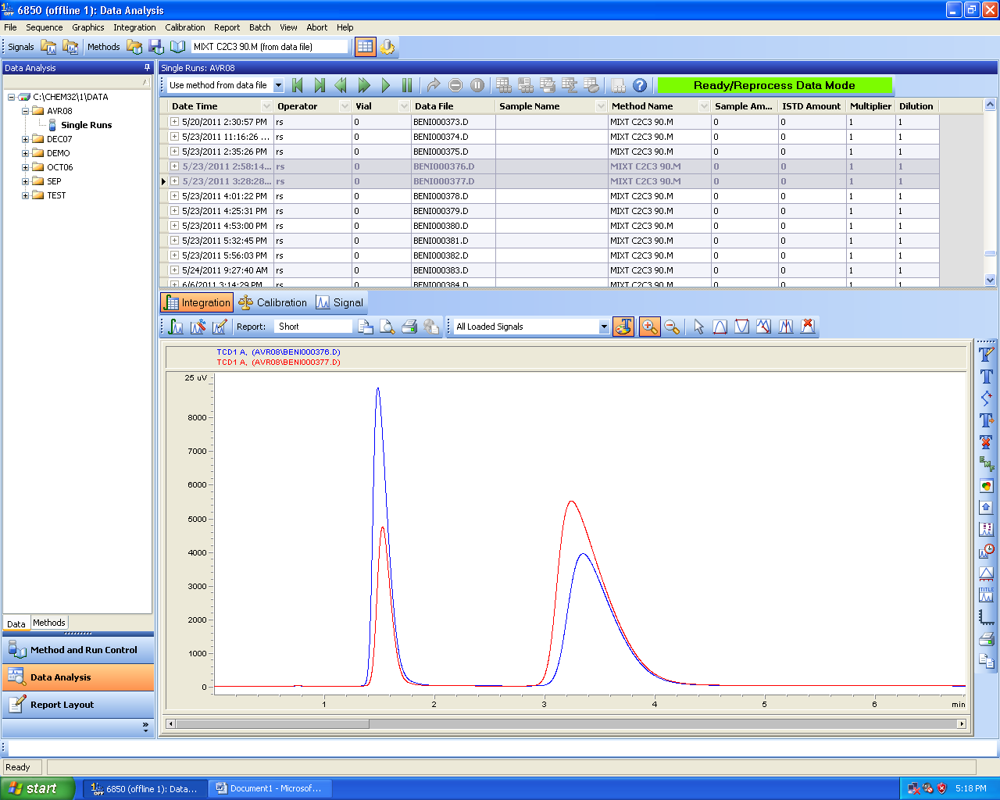 6850 (offline 1): Data Analysis
File Sequence Graphics Integration Calibration Report Batch View Abort Help
Signals Methods MIXT C2C3 90.M (from data file)
Data Analysis
C:\CHEM32\1\DATA
AVR08
Single Runs
DEC07
DEMO
OCT06
SEP
TEST
Data Methods
Method and Run Control
Data Analysis
Report Layout
Single Runs: AVR08
Use method from data file Ready/Reprocess Data Mode
Date Time Operator Vial Data File Sample Name Method Name Sample Am... ISTD Amount Multiplier Dilution
5/20/2011 2:30:57 PM rs 0 BENI000373.D MIXT C2C3 90.M 0 0 1 1
5/23/2011 11:16:26 ... rs 0 BENI000374.D MIXT C2C3 90.M 0 0 1 1
5/23/2011 2:35:26 PM rs 0 BENI000375.D MIXT C2C3 90.M 0 0 1 1
5/23/2011 2:58:14... rs 0 BENI000376.D MIXT C2C3 90.M 0 0 1 1
5/23/2011 3:28:28... rs 0 BENI000377.D MIXT C2C3 90.M 0 0 1 1
5/23/2011 4:01:22 PM rs 0 BENI000378.D MIXT C2C3 90.M 0 0 1 1
5/23/2011 4:25:31 PM rs 0 BENI000379.D MIXT C2C3 90.M 0 0 1 1
5/23/2011 4:53:00 PM rs 0 BENI000380.D MIXT C2C3 90.M 0 0 1 1
5/23/2011 5:32:45 PM rs 0 BENI000381.D MIXT C2C3 90.M 0 0 1 1
5/23/2011 5:56:03 PM rs 0 BENI000382.D MIXT C2C3 90.M 0 0 1 1
5/24/2011 9:27:40 AM rs 0 BENI000383.D MIXT C2C3 90.M 0 0 1 1
6/6/2011 3:14:29 PM rs 0 BENI000384.D MIXT C2C3 90.M 0 0 1 1
Integration Calibration Signal
Report: Short All Loaded Signals
TCD1 A, (AVR08\BENI000376.D)
TCD1 A, (AVR08\BENI000377.D)
25 uV
8000
7000
6000
5000
4000
3000
2000
1000
0
1 2 3 4 5 6 min
EMF
TITLE
Ready
start 6850 (offline 1): Data... Document1 - Microsof... 5:18 PM